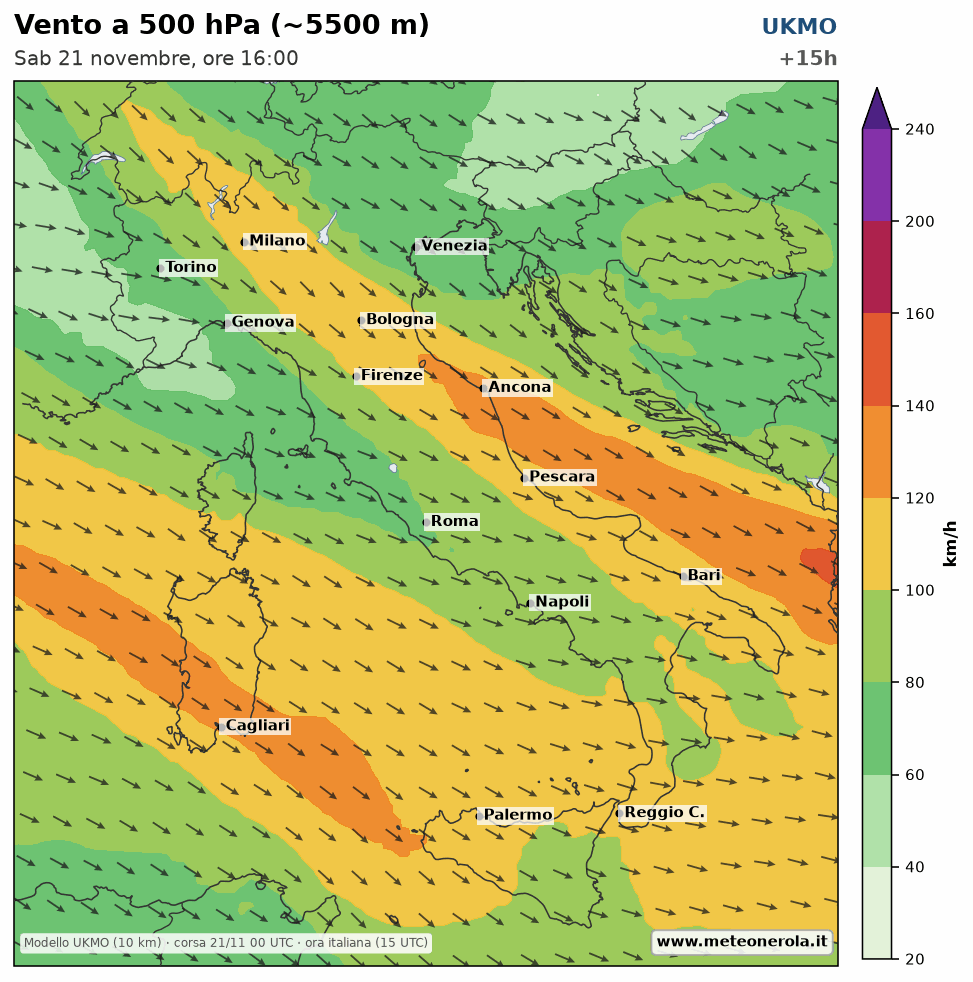 Vento a 500 hPa (~5500 m)
UKMO
Sab 21 novembre, ore 16:00
+15h
240
200
160
140
120
100
80
60
40
20
km/h
Milano
Venezia
Torino
Genova
Bologna
Firenze
Ancona
Pescara
Roma
Bari
Napoli
Cagliari
Palermo
Reggio C.
Modello UKMO (10 km) · corsa 21/11 00 UTC · ora italiana (15 UTC)
www.meteonerola.it